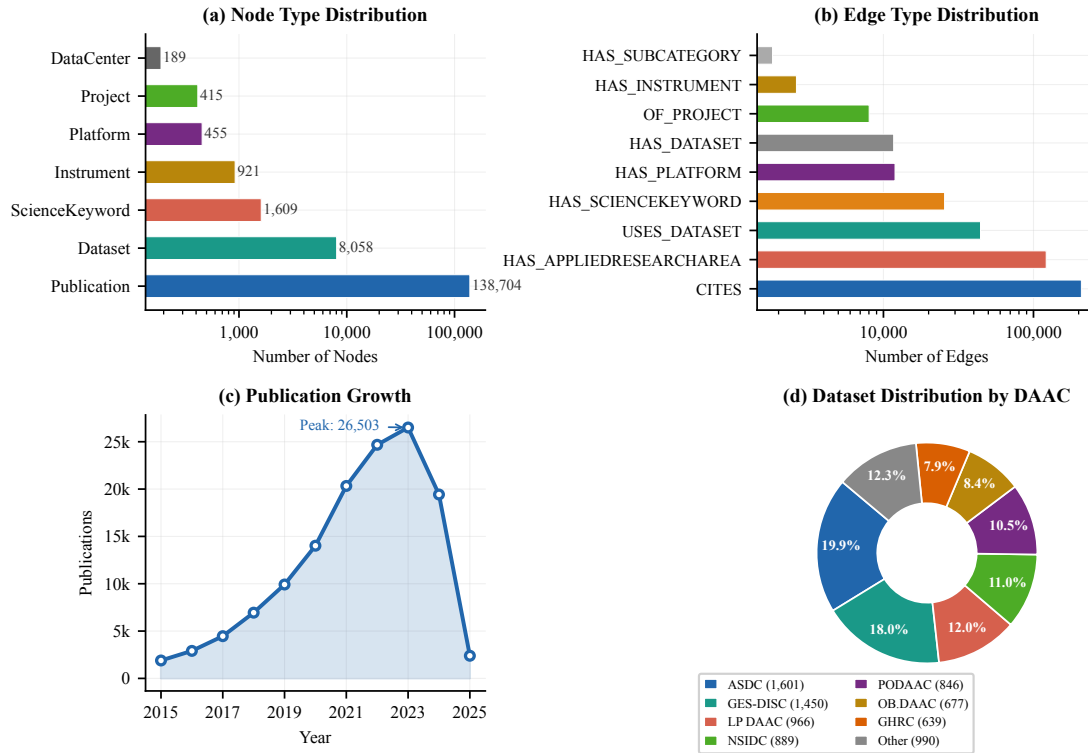 (a) Node Type Distribution
DataCenter
189
Project
415
Platform
455
Instrument
921
ScienceKeyword
1,609
Dataset
8,058
Publication
138,704
1,000
10,000
100,000
Number of Nodes
(b) Edge Type Distribution
HAS_SUBCATEGORY
HAS_INSTRUMENT
OF_PROJECT
HAS_DATASET
HAS_PLATFORM
HAS_SCIENCEKEYWORD
USES_DATASET
HAS_APPLIEDRESEARCHAREA
CITES
10,000
100,000
Number of Edges
(c) Publication Growth
Peak: 26,503
25k
20k
15k
10k
5k
0
Publications
2015
2017
2019
2021
2023
2025
Year
(d) Dataset Distribution by DAAC
12.3%
7.9%
8.4%
10.5%
19.9%
11.0%
18.0%
12.0%
ASDC (1,601)
GES-DISC (1,450)
LP DAAC (966)
NSIDC (889)
PODAAC (846)
OB.DAAC (677)
GHRC (639)
Other (990)